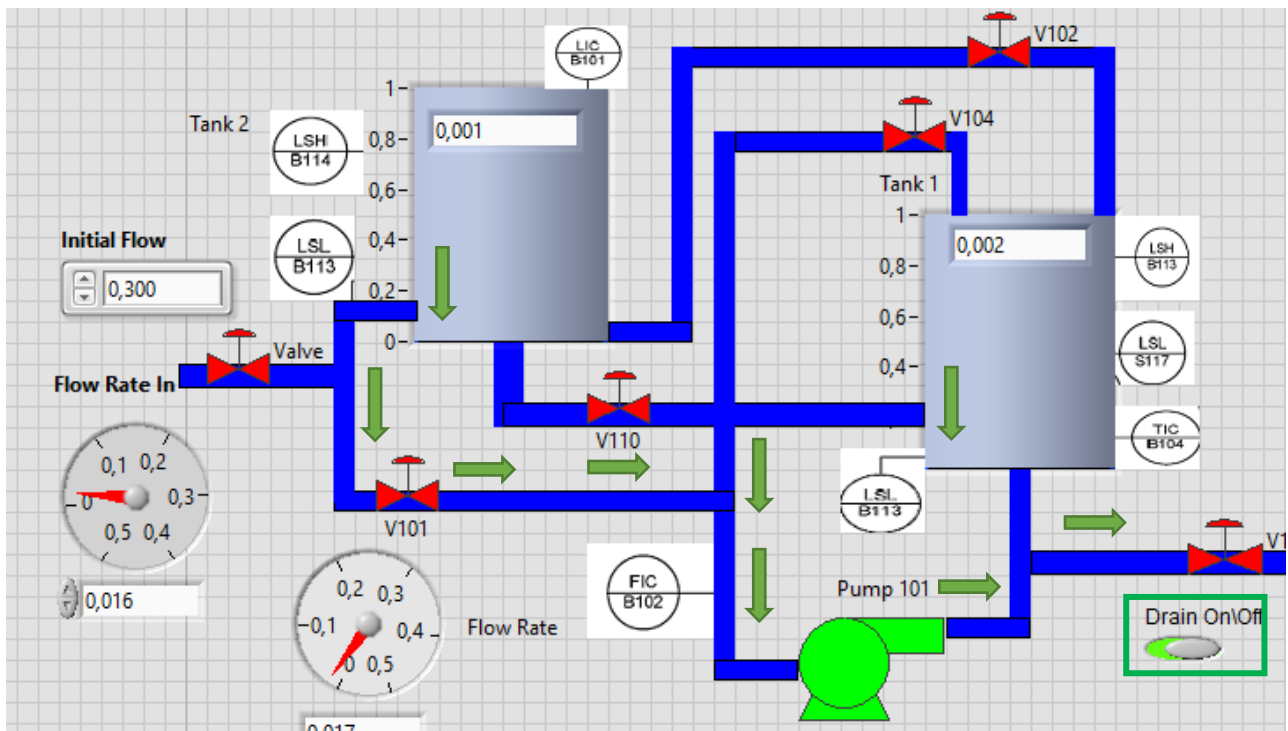 LIC
B101
V102
1
0,8
0,6
0,4
0,2
0
Tank 2
0,001
LSH
B114
V104
Tank 1
LSL
B113
Initial Flow
0,300
1
0,8
0,6
0,4
0,002
LSH
B113
LSL
S117
TIC
B104
Valve
Flow Rate In
0,1 0,2
0 0,3
0,5 0,4
0,016
V110
V101
LSL
B113
0,2 0,3
0,1 0,4
0 0,5
Flow Rate
FIC
B102
Pump 101
Drain On\Off